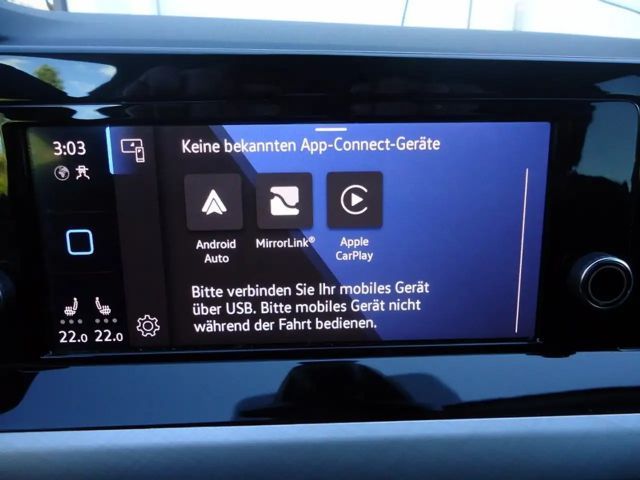 3:03
Keine bekannten App-Connect-Geräte
Android
Auto
MirrorLink®
Apple
CarPlay
Bitte verbinden Sie Ihr mobiles Gerät
über USB. Bitte mobiles Gerät nicht
während der Fahrt bedienen.
22.0 22.0